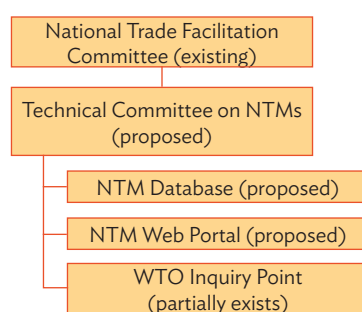 National Trade Facilitation
Committee (existing)
Technical Committee on NTMs
(proposed)
NTM Database (proposed)
NTM Web Portal (proposed)
WTO Inquiry Point
(partially exists)